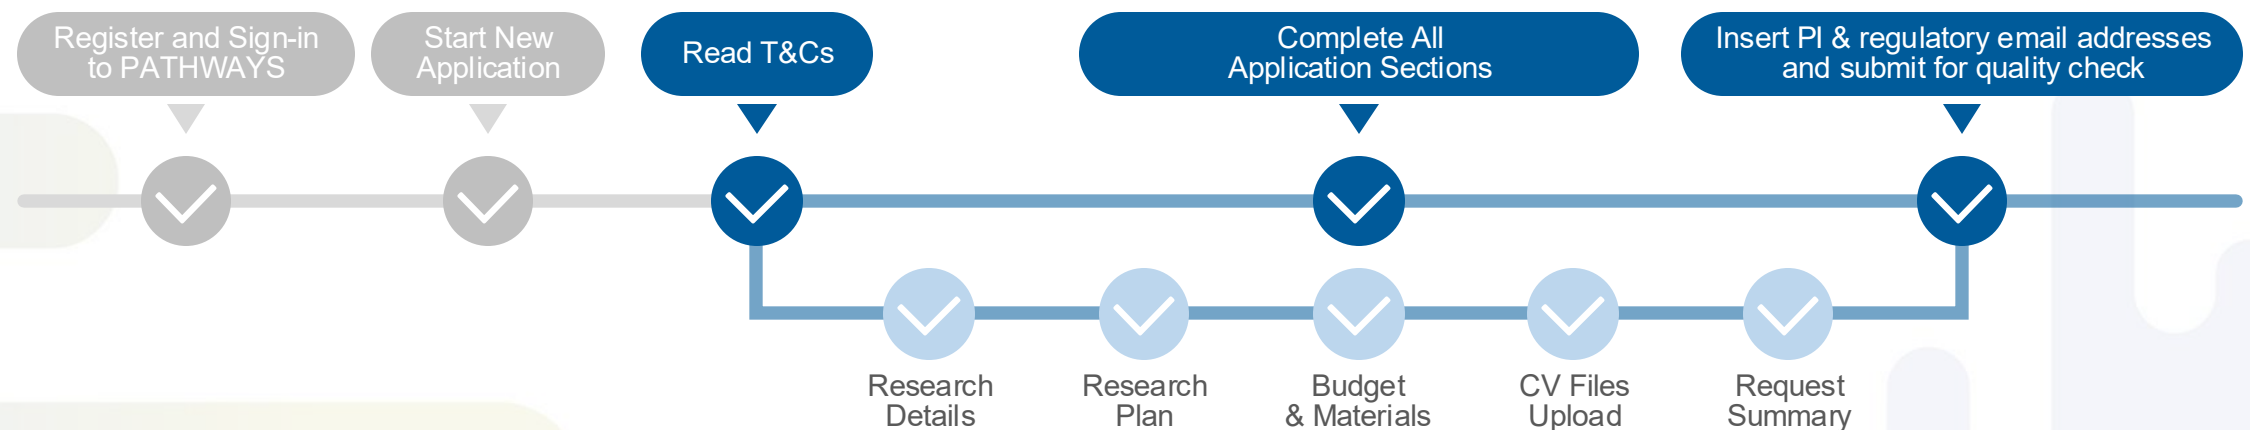 Register and Sign-in
to PATHWAYS
Start New
Application
Read T&Cs
Complete All
Application Sections
Insert PI & regulatory email addresses
and submit for quality check
Research
Details
Research
Plan
Budget
& Materials
CV Files
Upload
Request
Summary